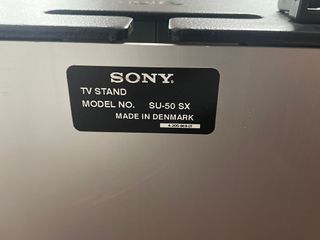 SONY.
TV STAND
MODEL NO. SU-50 SX
MADE IN DENMARK